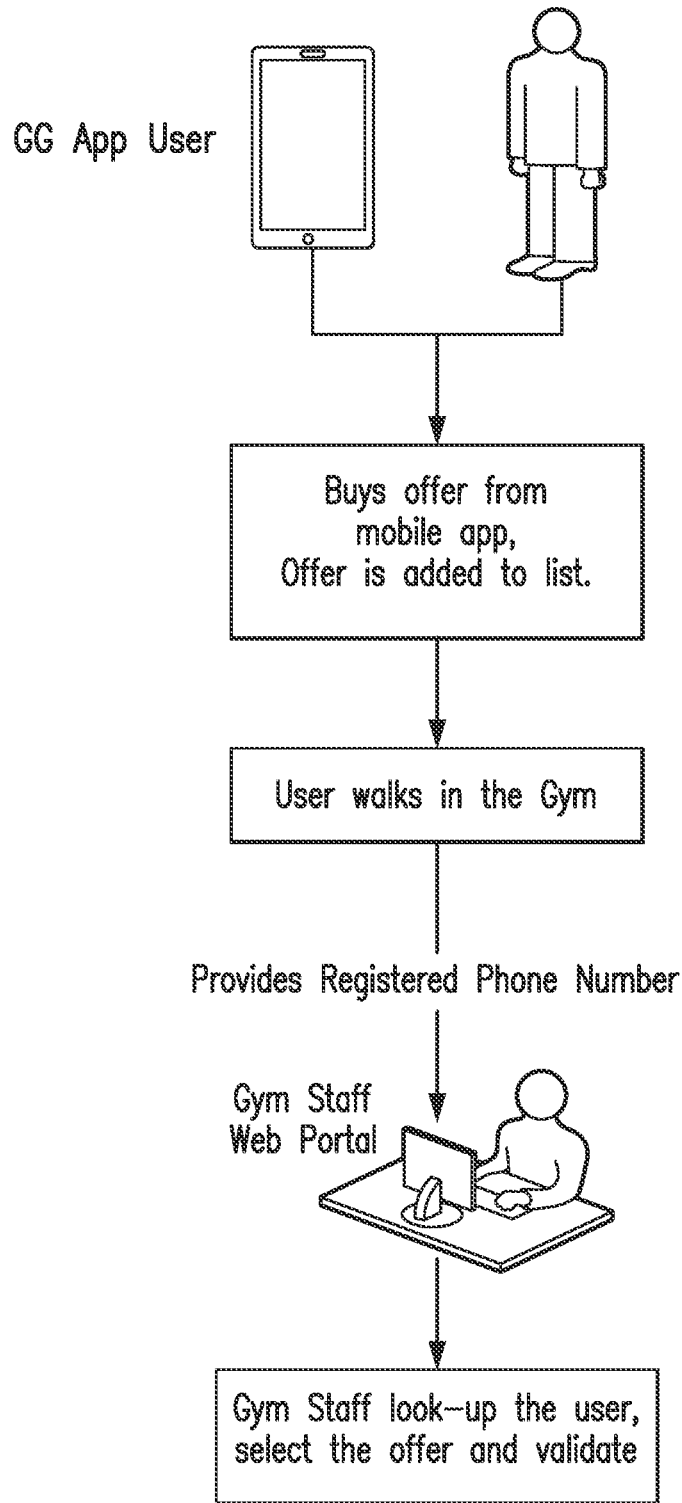 GG App User
Buys offer from
mobile app,
Offer is added to list.
User walks in the Gym
Provides Registered Phone Number
Gym Staff
Web Portal
Gym Staff look-up the user,
select the offer and validate